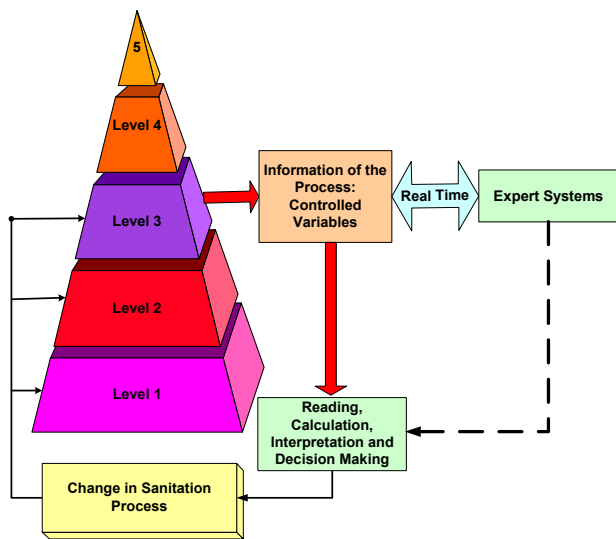 5
Level 4
Level 3
Level 2
Level 1
Information of the
Process:
Controlled
Variables
Real Time
Expert Systems
Reading,
Calculation,
Interpretation and
Decision Making
Change in Sanitation
Process